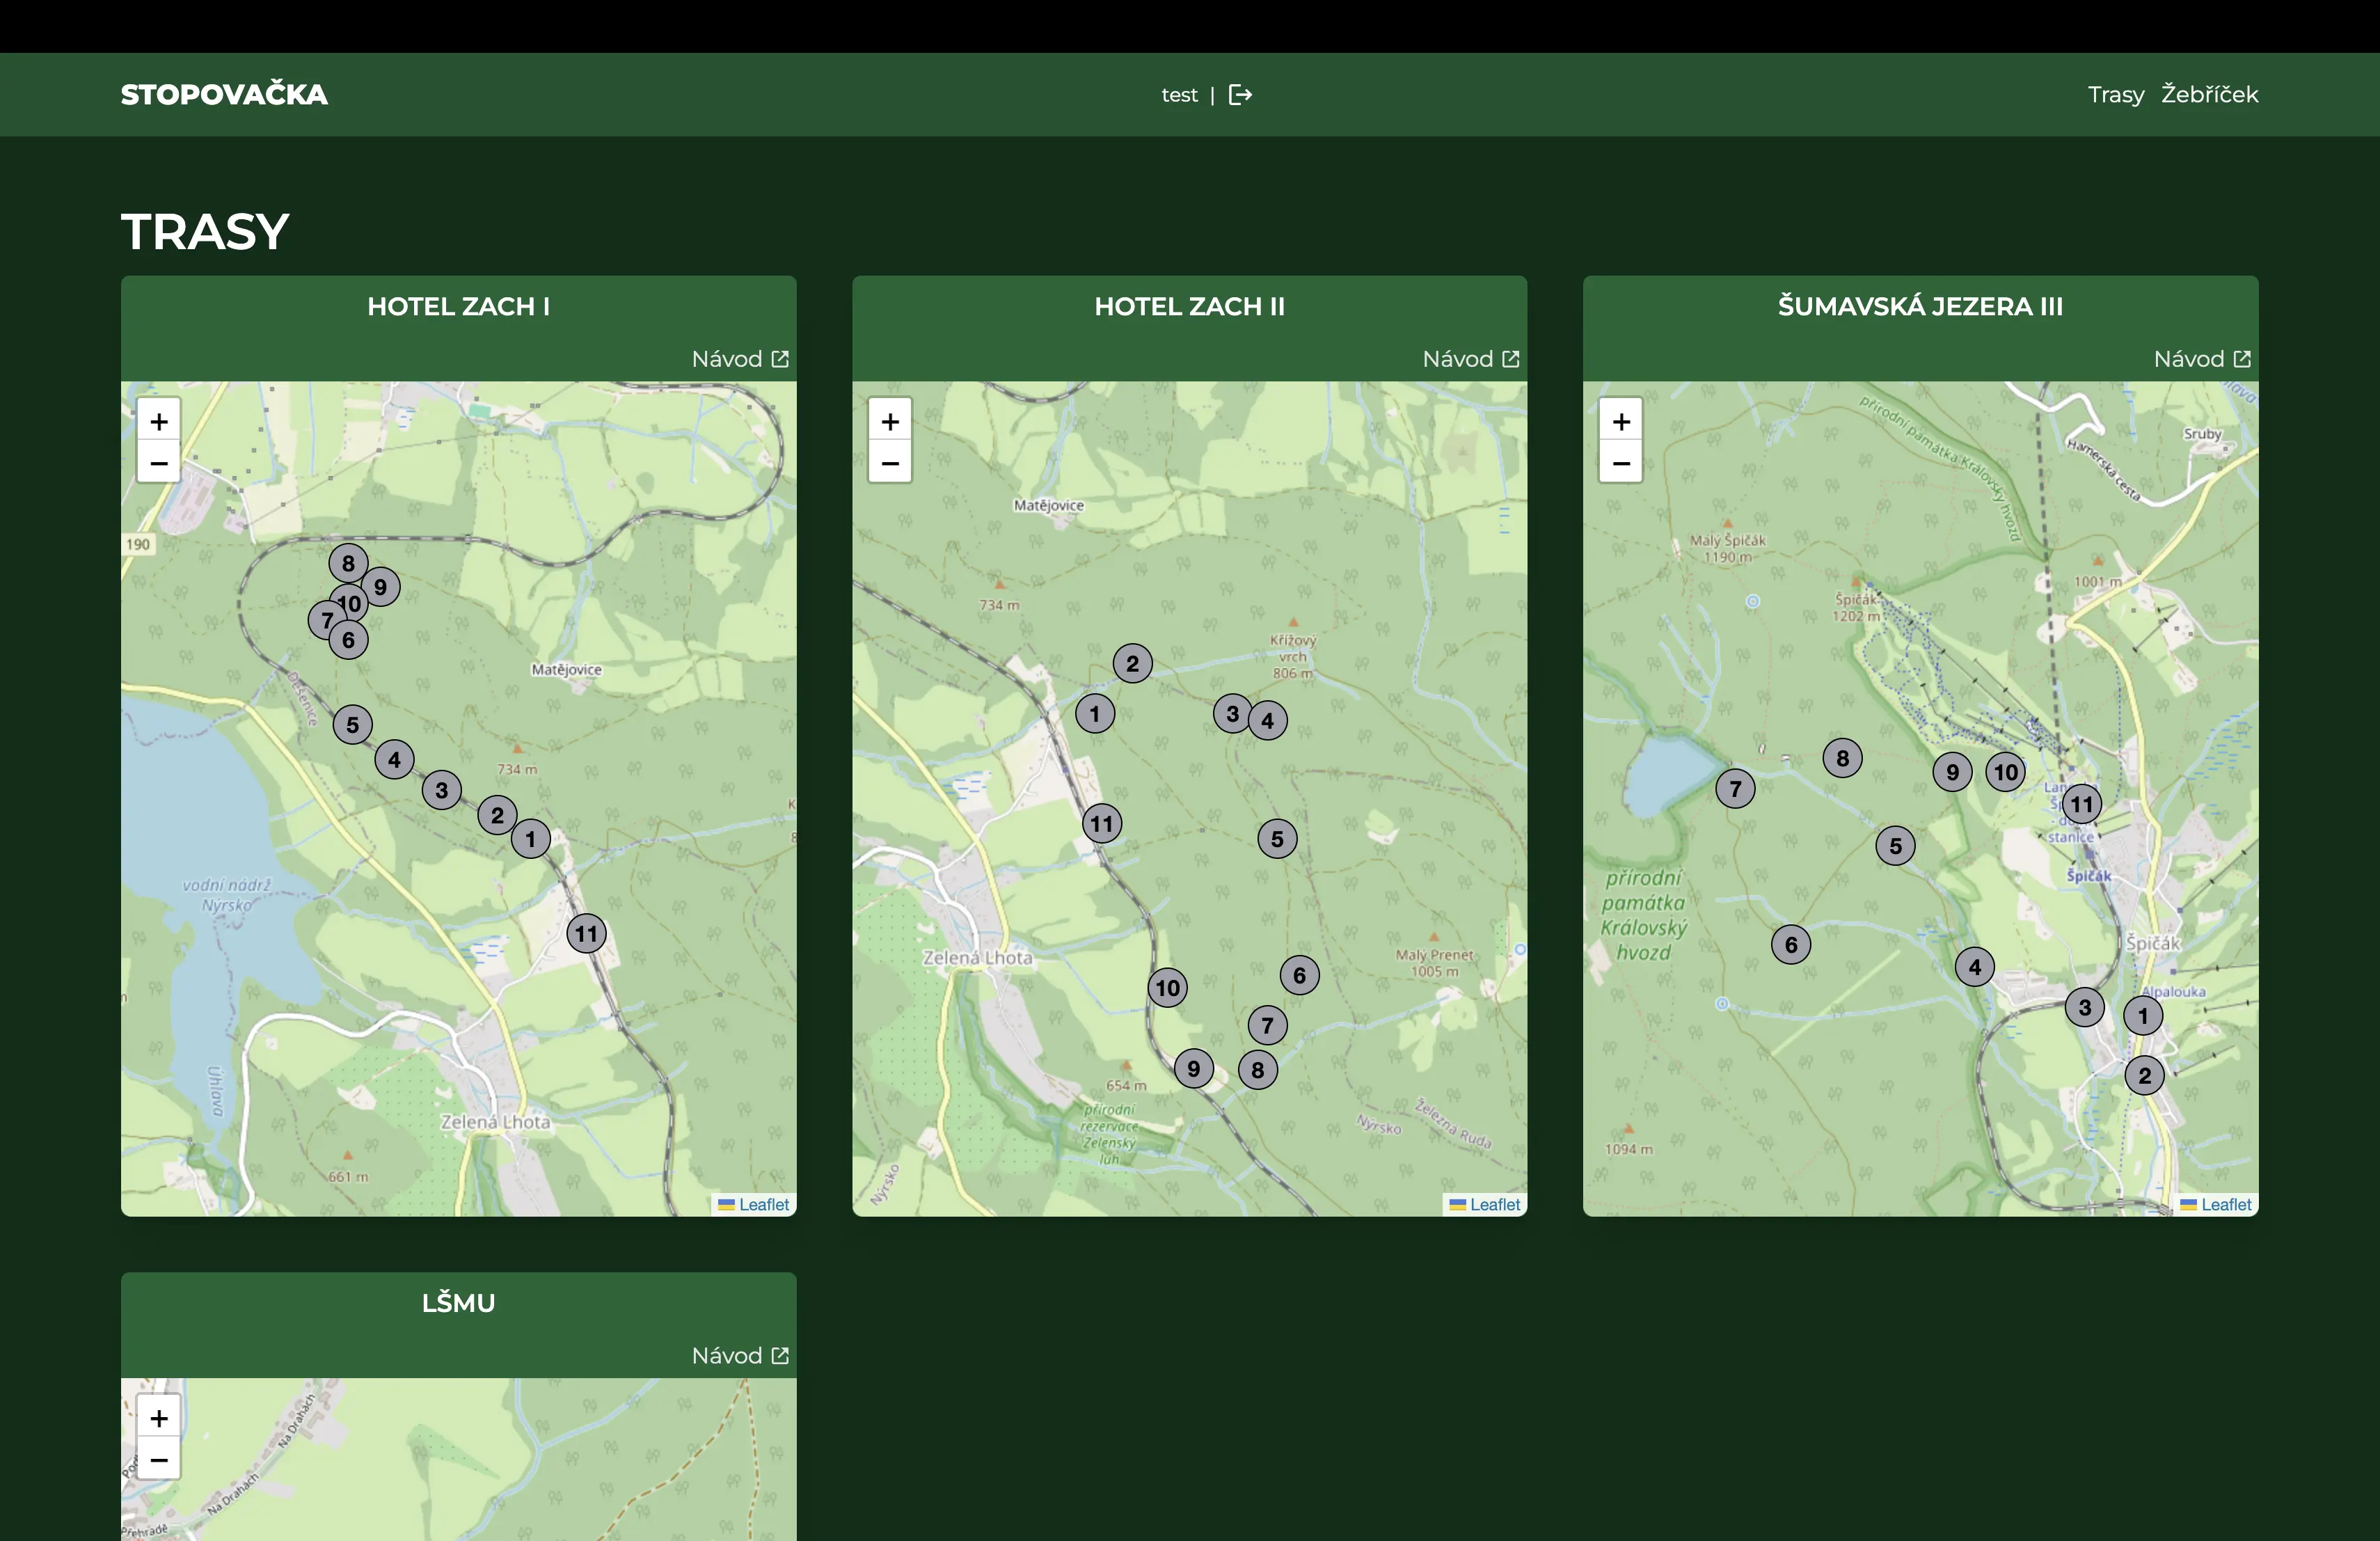 STOPOVAČKA
test |
Trasy Žebříček
TRASY
HOTEL ZACH I
Návod
+
−
190
8
9
10
7
6
Dešenice
Matějovice
5
4
734 m
3
2
1
vodní nádrž
Nýrsko
11
Úhlava
Zelená Lhota
661 m
Leaflet
HOTEL ZACH II
Návod
+
−
Matějovice
734 m
Křížový
vrch
806 m
2
1
3
4
11
5
Zelená Lhota
Malý Prenet
1005 m
10
6
7
9
8
654 m
přírodní
rezervace
Zelenský
luh
Nýrsko
Nýrsko
Železná Ruda
Leaflet
ŠUMAVSKÁ JEZERA III
Návod
+
−
přírodní památka Královský hvozd
Hamerská cesta
Sruby
Malý Špičák
1190 m
1001 m
Špičák
1202 m
8
7
9
10
11
stanice
5
Špičák
přírodní
památka
Královský
hvozd
6
4
Špičák
Alpalouka
3
1
2
1094 m
Leaflet
LŠMU
Návod
+
−
Na Drahách
Na Drahách
Přehradě